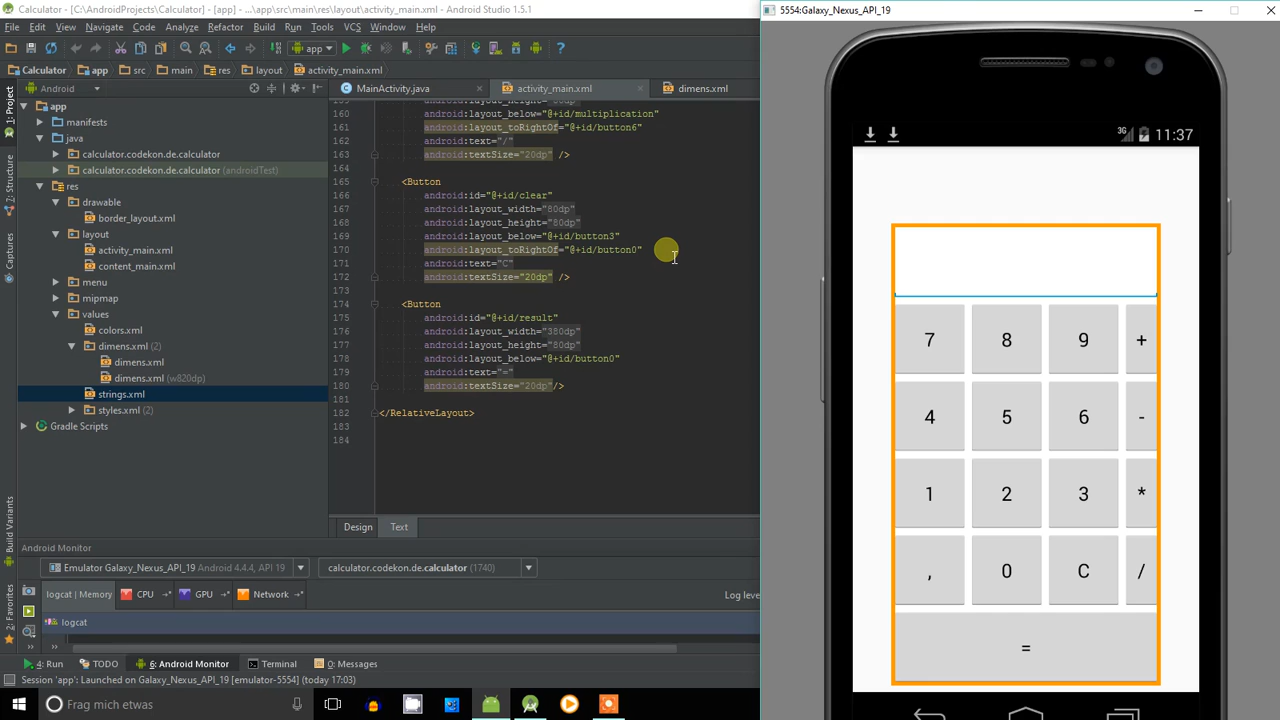 Calculator - [C:\AndroidProjects\Calculator] - [app] - ...\app\src\main\res\layout\activity_main.xml - Android Studio 1.5.1
File Edit View Navigate Code Analyze Refactor Build Run Tools VCS Window Help
app
Calculator app src main res layout activity_main.xml
Android
MainActivity.java
activity_main.xml
dimens.xml
1: Project
7: Structure
Captures
Build Variants
2: Favorites
app
manifests
java
calculator.codekon.de.calculator
calculator.codekon.de.calculator (androidTest)
res
drawable
border_layout.xml
layout
activity_main.xml
content_main.xml
menu
mipmap
values
colors.xml
dimens.xml (2)
dimens.xml
dimens.xml (w820dp)
strings.xml
styles.xml (2)
Gradle Scripts
160 android:layout_below="@+id/multiplication"
161 android:layout_toRightOf="@+id/button6"
162 android:text="/"
163 android:textSize="20dp" />
164
165 <Button
166 android:id="@+id/clear"
167 android:layout_width="80dp"
168 android:layout_height="80dp"
169 android:layout_below="@+id/button3"
170 android:layout_toRightOf="@+id/button0"
171 android:text="C"
172 android:textSize="20dp" />
173
174 <Button
175 android:id="@+id/result"
176 android:layout_width="380dp"
177 android:layout_height="80dp"
178 android:layout_below="@+id/button0"
179 android:text="="
180 android:textSize="20dp"/>
181
182 </RelativeLayout>
183
184
Design Text
Android Monitor
Emulator Galaxy_Nexus_API_19 Android 4.4.4, API 19
calculator.codekon.de.calculator (1740)
logcat Memory CPU GPU Network Log leve
logcat
4: Run TODO 6: Android Monitor Terminal 0: Messages
Session 'app': Launched on Galaxy_Nexus_API_19 [emulator-5554] (today 17:03)
Frag mich etwas
5554:Galaxy_Nexus_API_19
3G 11:37
7 8 9 +
4 5 6 -
1 2 3 *
, 0 C /
=